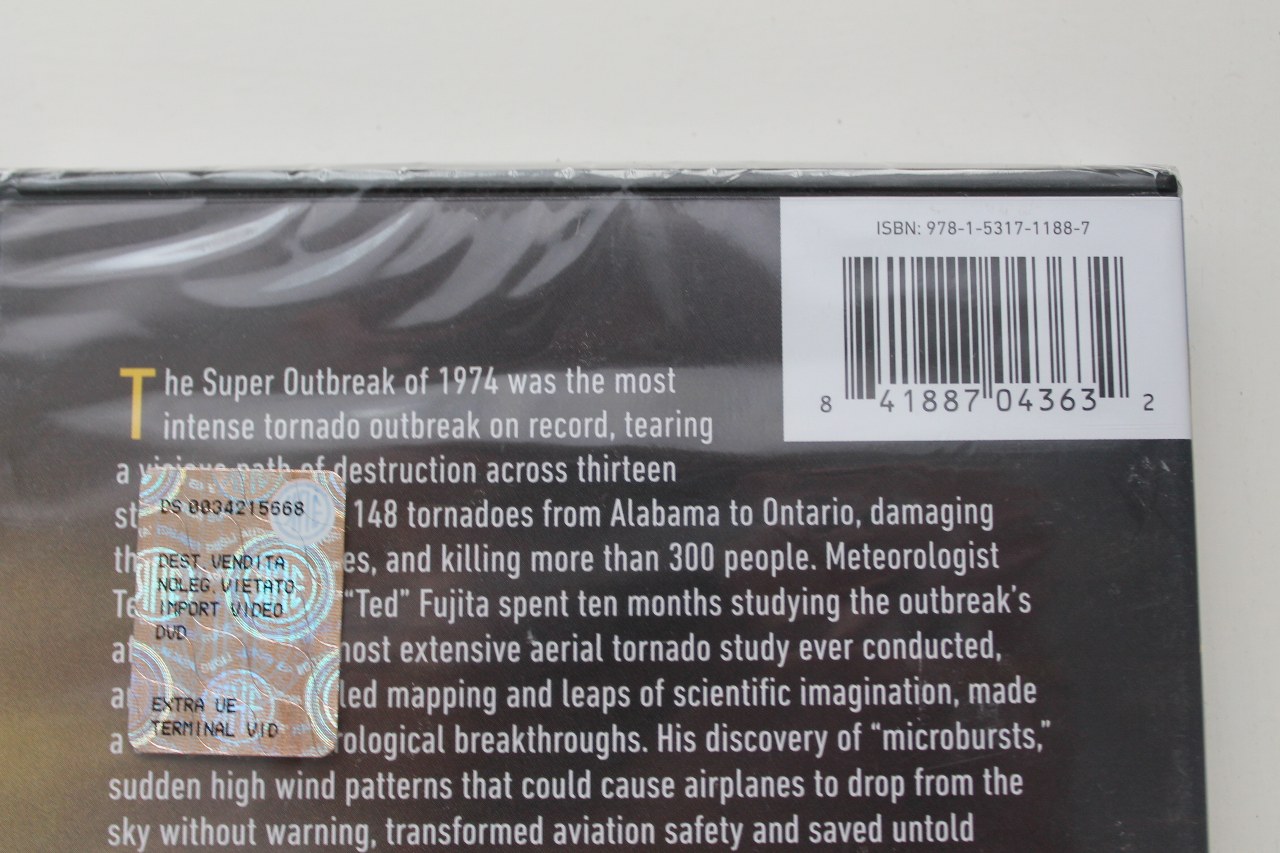 ISBN: 978-1-5317-1188-7
8 41887 04363 2
The Super Outbreak of 1974 was the most
intense tornado outbreak on record, tearing
a vicious path of destruction across thirteen
148 tornadoes from Alabama to Ontario, damaging
and killing more than 300 people. Meteorologist
“Ted” Fujita spent ten months studying the outbreak’s
most extensive aerial tornado study ever conducted,
mapping and leaps of scientific imagination, made
breakthroughs. His discovery of “microbursts,”
sudden high wind patterns that could cause airplanes to drop from the
sky without warning, transformed aviation safety and saved untold
DS 0034215668
DEST.VENDITA
NOLEG.VIETATO
IMPORT VIDEO
DVD
EXTRA UE
TERMINAL VID